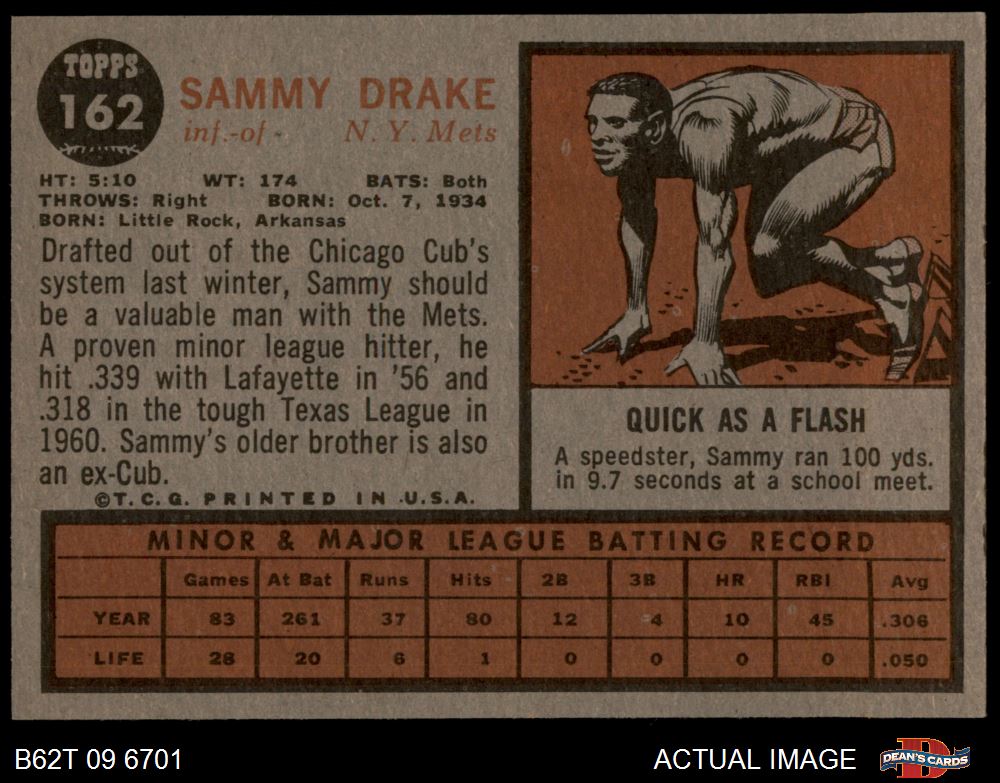 TOPPS
162
SAMMY DRAKE
inf.-of - N. Y. Mets
HT: 5:10 WT: 174 BATS: Both
THROWS: Right BORN: Oct. 7, 1934
BORN: Little Rock, Arkansas
Drafted out of the Chicago Cub's
system last winter, Sammy should
be a valuable man with the Mets.
A proven minor league hitter, he
hit .339 with Lafayette in '56 and
.318 in the tough Texas League in
1960. Sammy's older brother is also
an ex-Cub.
©T.C.G. PRINTED IN U.S.A.
QUICK AS A FLASH
A speedster, Sammy ran 100 yds.
in 9.7 seconds at a school meet.
MINOR & MAJOR LEAGUE BATTING RECORD
Games At Bat Runs Hits 2B 3B HR RBI Avg
YEAR 83 261 37 80 12 4 10 45 .306
LIFE 28 20 6 1 0 0 0 0 .050
B62T 09 6701 ACTUAL IMAGE DEAN'S CARDS